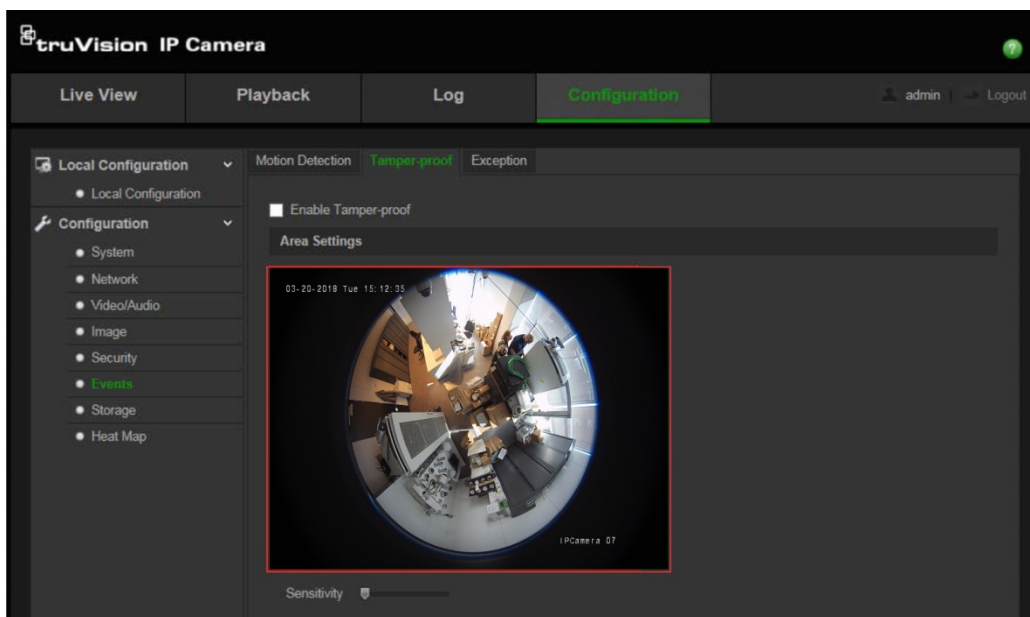 truVision IP Camera
?
Live View Playback Log Configuration admin | Logout
Local Configuration
Local Configuration
Configuration
System
Network
Video/Audio
Image
Security
Events
Storage
Heat Map
Motion Detection Tamper-proof Exception
Enable Tamper-proof
Area Settings
03-20-2018 Tue 15:12:35
IPCamera 07
Sensitivity